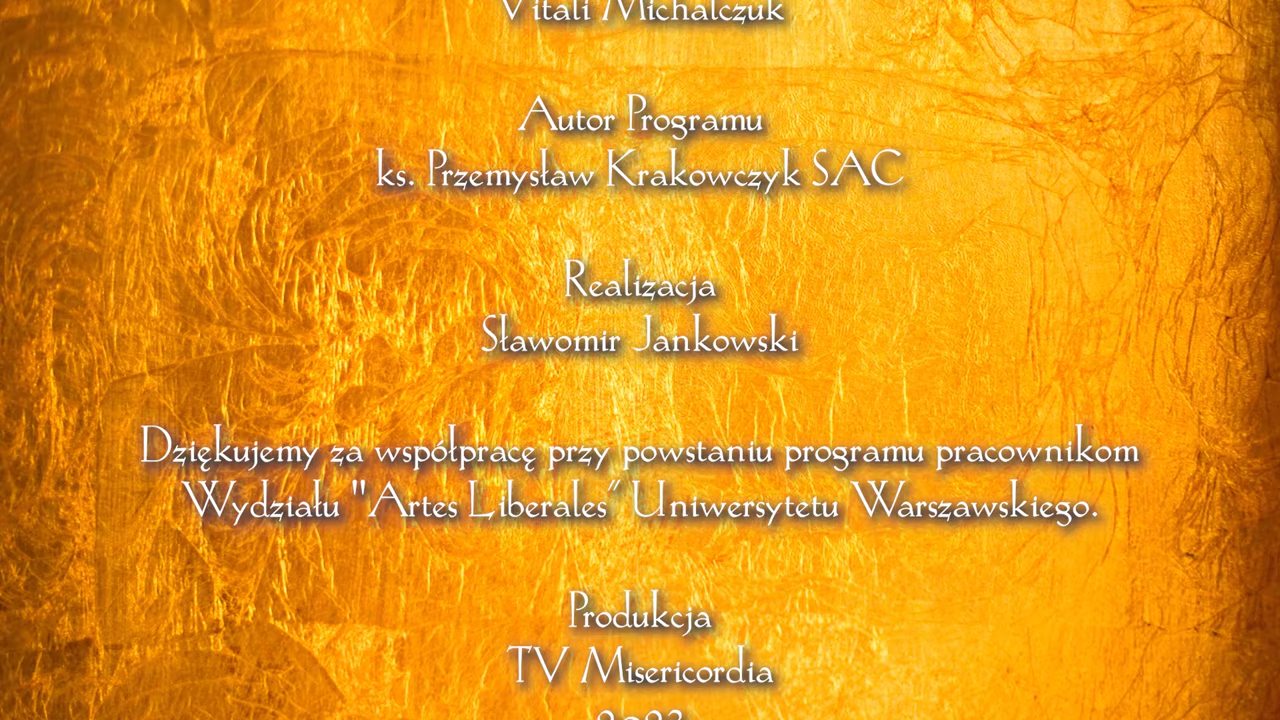 Vitali Michalczuk
Autor Programu
ks. Przemysław Krakowczyk SAC
Realizacja
Sławomir Jankowski
Dziękujemy za współpracę przy powstaniu programu pracownikom
Wydziału "Artes Liberales” Uniwersytetu Warszawskiego.
Produkcja
TV Misericordia